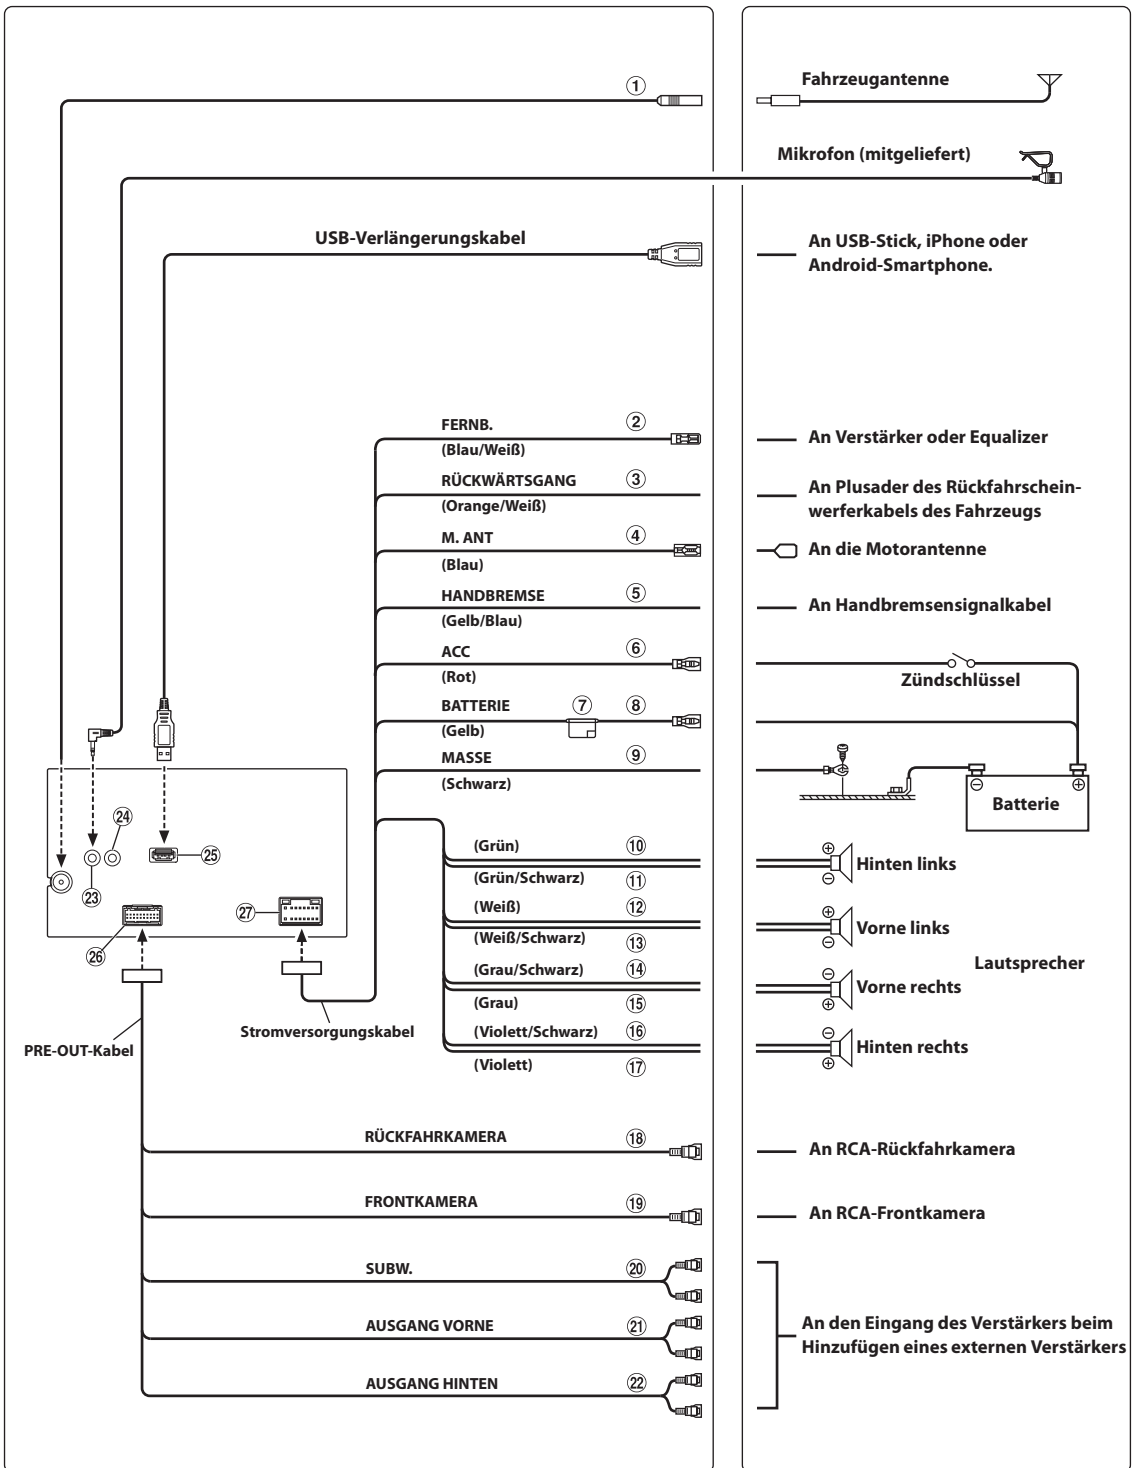 ①
Fahrzeugantenne
Mikrofon (mitgeliefert)
USB-Verlängerungskabel
An USB-Stick, iPhone oder
Android-Smartphone.
FERNB.
②
(Blau/Weiß)
An Verstärker oder Equalizer
RÜCKWÄRTSGANG
③
(Orange/Weiß)
An Plusader des Rückfahrschein-
werferkabels des Fahrzeugs
M. ANT
④
(Blau)
An die Motorantenne
HANDBREMSE
⑤
(Gelb/Blau)
An Handbremsensignalkabel
ACC
⑥
(Rot)
Zündschlüssel
BATTERIE
⑦
⑧
(Gelb)
MASSE
⑨
(Schwarz)
⊖
⊕
Batterie
㉔
㉕
㉓
㉖
㉗
(Grün)
⑩
(Grün/Schwarz)
⑪
⊕
⊖
Hinten links
(Weiß)
⑫
(Weiß/Schwarz)
⑬
⊕
⊖
Vorne links
Lautsprecher
(Grau/Schwarz)
⑭
(Grau)
⑮
⊖
⊕
Vorne rechts
(Violett/Schwarz)
⑯
(Violett)
⑰
⊖
⊕
Hinten rechts
Stromversorgungskabel
PRE-OUT-Kabel
RÜCKFAHRKAMERA
⑱
An RCA-Rückfahrkamera
FRONTKAMERA
⑲
An RCA-Frontkamera
SUBW.
⑳
AUSGANG VORNE
㉑
An den Eingang des Verstärkers beim
Hinzufügen eines externen Verstärkers
AUSGANG HINTEN
㉒